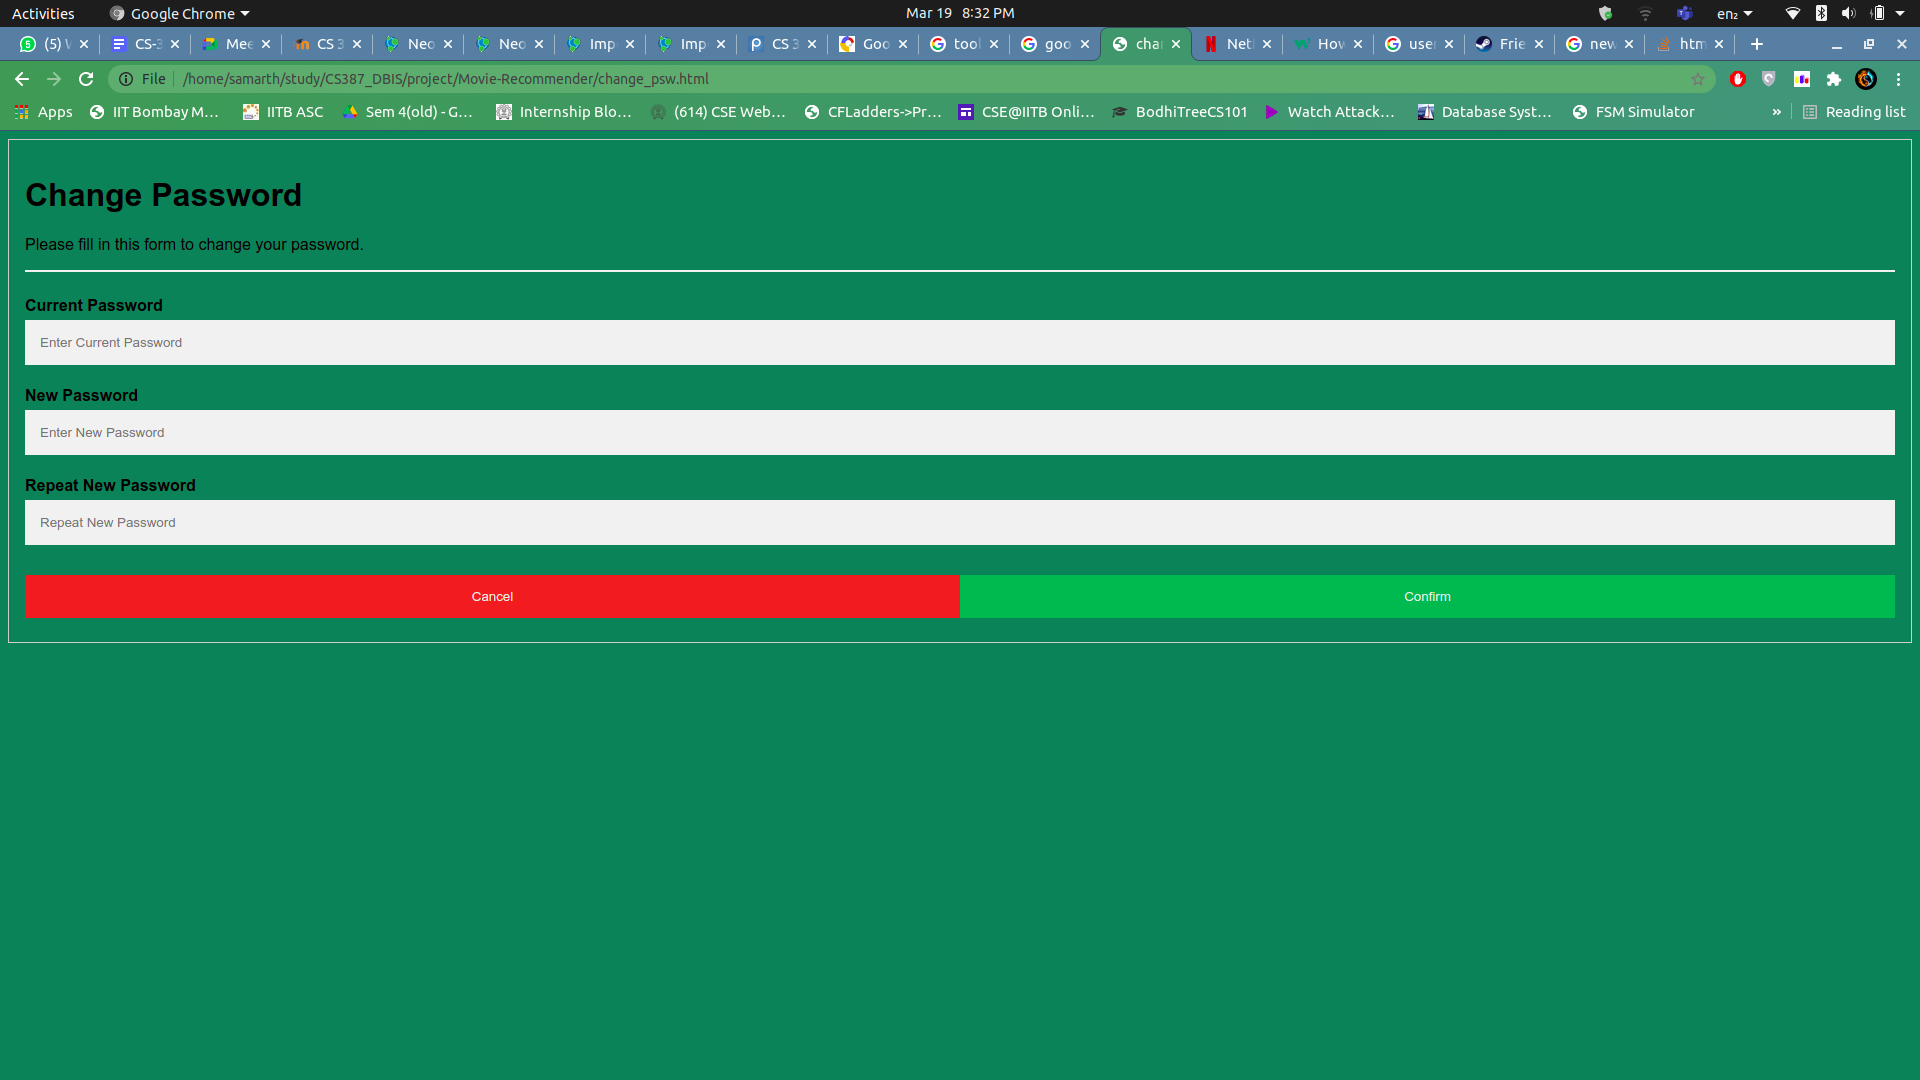 Activities Google Chrome Mar 19 8:32 PM en₂
(5) CS-3 Mee CS 3 Neo Neo Imp Imp CS 3 Goo tool goo char Net How user Frie new htm
File /home/samarth/study/CS387_DBIS/project/Movie-Recommender/change_psw.html
Apps IIT Bombay M... IITB ASC Sem 4(old) - G... Internship Blo... (614) CSE Web... CFLadders->Pr... CSE@IITB Onli... BodhiTreeCS101 Watch Attack... Database Syst... FSM Simulator » Reading list
Change Password
Please fill in this form to change your password.
Current Password
Enter Current Password
New Password
Enter New Password
Repeat New Password
Repeat New Password
Cancel Confirm